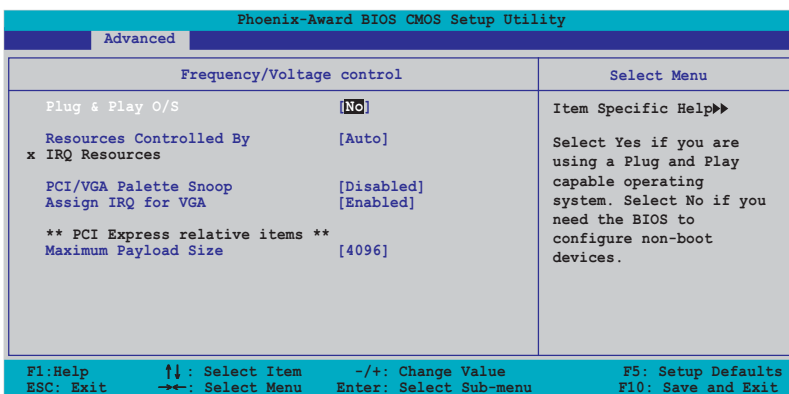 Phoenix-Award BIOS CMOS Setup Utility
Advanced
Frequency/Voltage control
Select Menu
Plug & Play O/S [No]
Resources Controlled By [Auto]
x IRQ Resources
PCI/VGA Palette Snoop [Disabled]
Assign IRQ for VGA [Enabled]
** PCI Express relative items **
Maximum Payload Size [4096]
Item Specific Help▶▶
Select Yes if you are
using a Plug and Play
capable operating
system. Select No if you
need the BIOS to
configure non-boot
devices.
F1:Help ↑↓: Select Item -/+: Change Value F5: Setup Defaults
ESC: Exit →←: Select Menu Enter: Select Sub-menu F10: Save and Exit